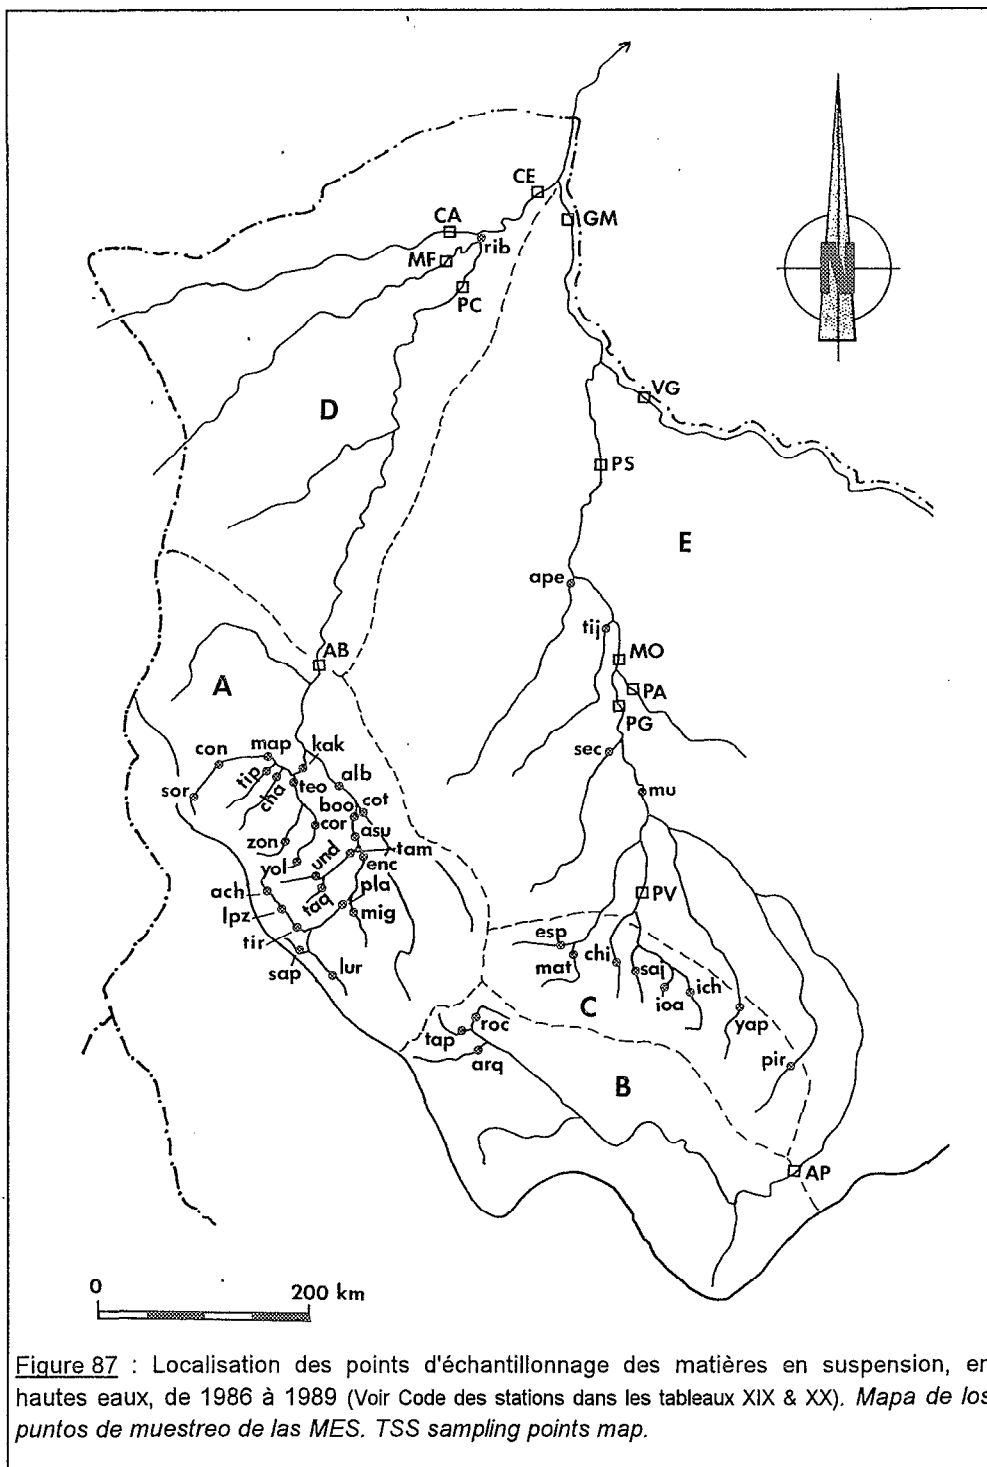 CE
CA
GM
rib
MF
PC
N
VG
D
PS
E
ape
tij
AB
MO
A
PA
PG
con
map
kak
sec
tip
alb
sor
cha
teo
mu
boo
cot
cor
asu
zon
und
tam
yol
enc
ach
pla
PV
lpz
taq
mig
esp
tir
chi
mat
saj
sap
lur
ich
joa
C
roc
yap
tap
arq
pir
B
AP
0 200 km
Figure 87 : Localisation des points d'échantillonnage des matières en suspension, en
hautes eaux, de 1986 à 1989 (Voir Code des stations dans les tableaux XIX & XX). Mapa de los
puntos de muestreo de las MES. TSS sampling points map.